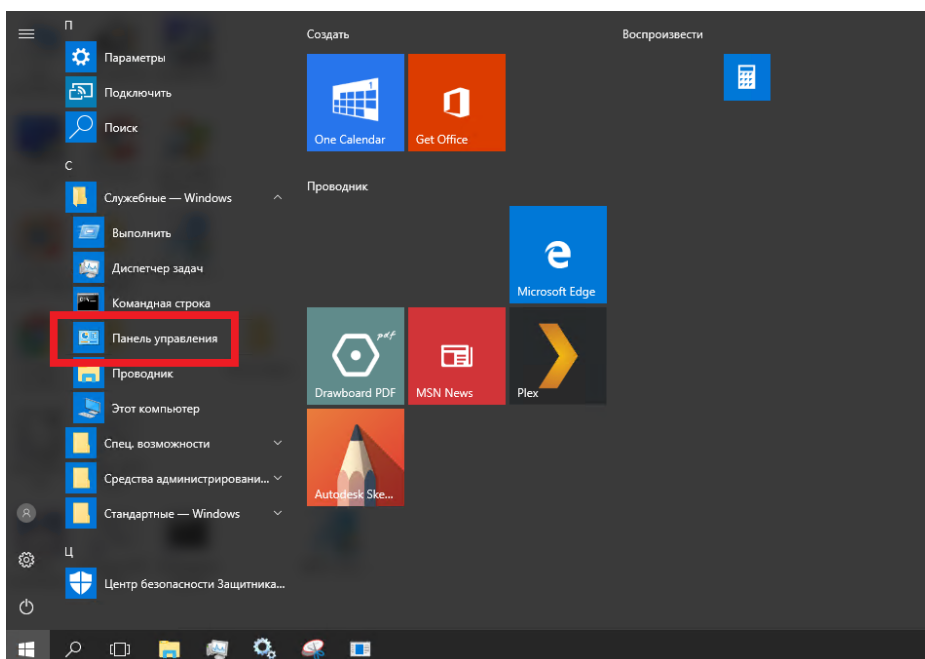 П
Параметры
Подключить
Поиск
С
Служебные — Windows
Выполнить
Диспетчер задач
Командная строка
Панель управления
Проводник
Этот компьютер
Спец. возможности
Средства администрировани...
Стандартные — Windows
Ц
Центр безопасности Защитника...
Создать
One Calendar
Get Office
Проводник
Microsoft Edge
Drawboard PDF
MSN News
Plex
Autodesk Ske...
Воспроизвести